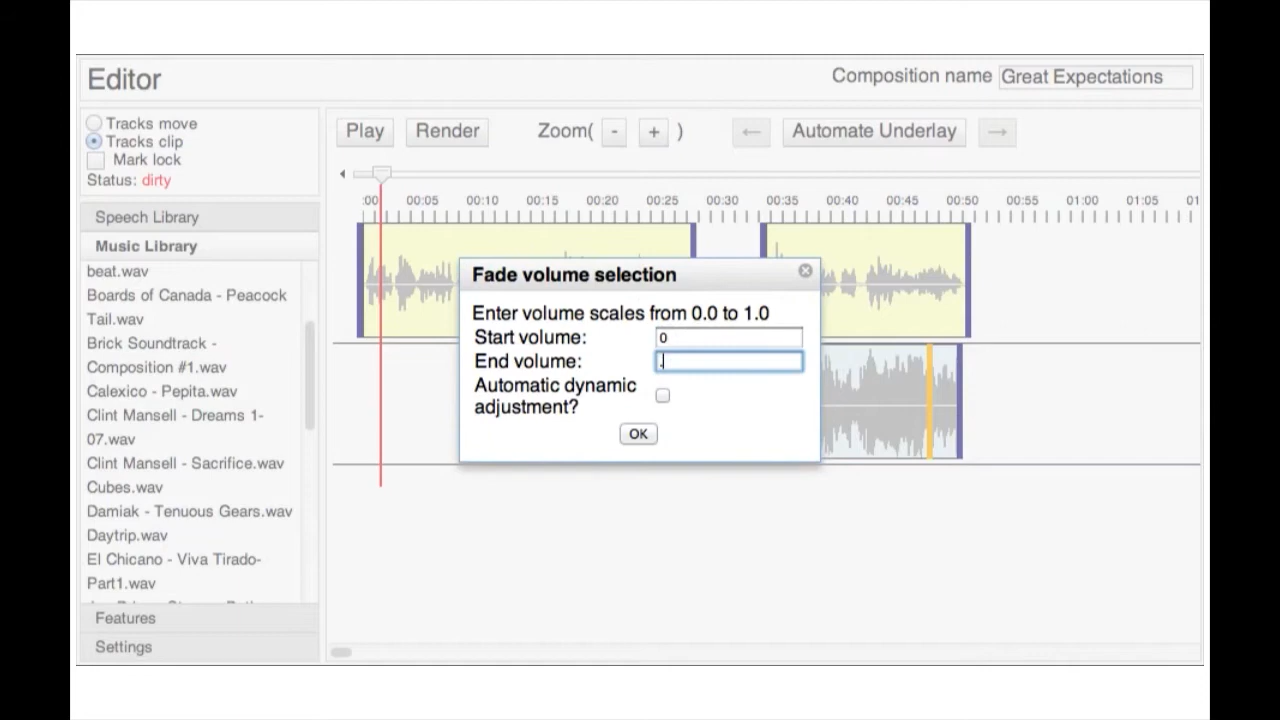 Editor
Composition name Great Expectations
Tracks move
Tracks clip
Mark lock
Status: dirty
Play Render Zoom( - + ) ← Automate Underlay →
:00 00:05 00:10 00:15 00:20 00:25 00:30 00:35 00:40 00:45 00:50 00:55 01:00 01:05 01
Speech Library
Music Library
beat.wav
Boards of Canada - Peacock
Tail.wav
Brick Soundtrack -
Composition #1.wav
Calexico - Pepita.wav
Clint Mansell - Dreams 1-
07.wav
Clint Mansell - Sacrifice.wav
Cubes.wav
Damiak - Tenuous Gears.wav
Daytrip.wav
El Chicano - Viva Tirado-
Part1.wav
Features
Settings
Fade volume selection
Enter volume scales from 0.0 to 1.0
Start volume: 0
End volume: .
Automatic dynamic
adjustment?
OK